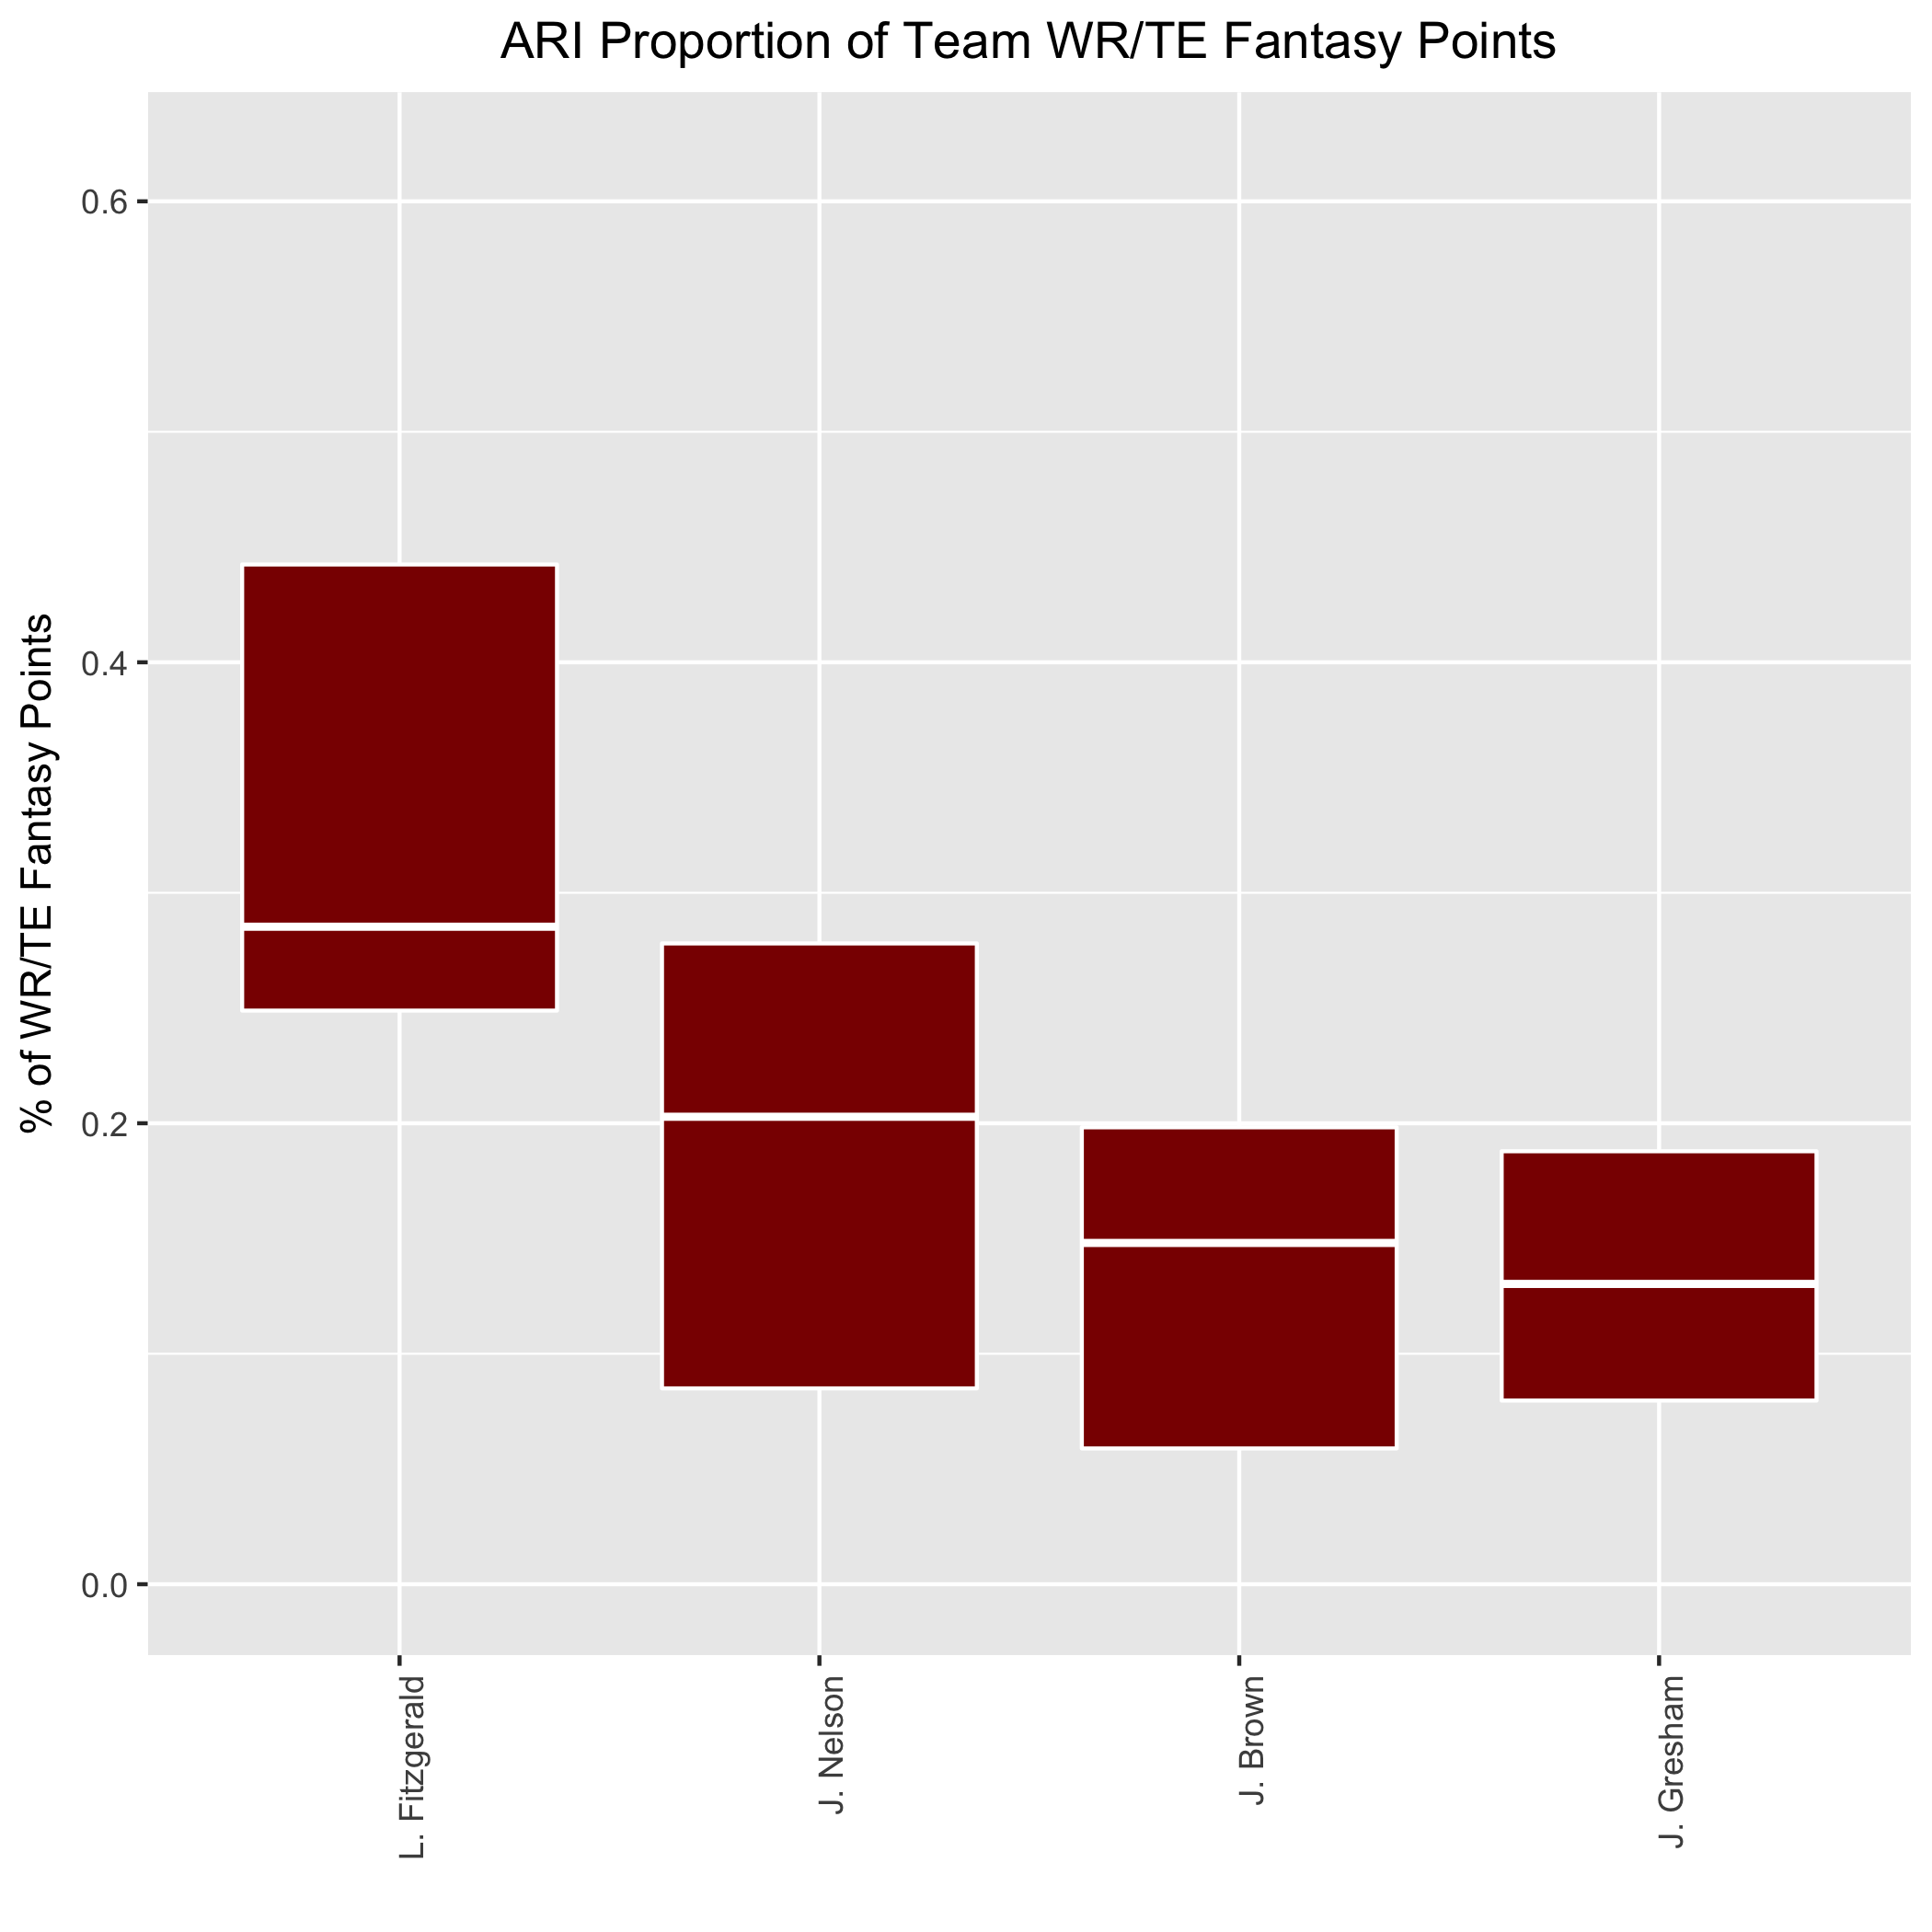 ARI Proportion of Team WR/TE Fantasy Points
% of WR/TE Fantasy Points
0.6
0.4
0.2
0.0
L. Fitzgerald
J. Nelson
J. Brown
J. Gresham